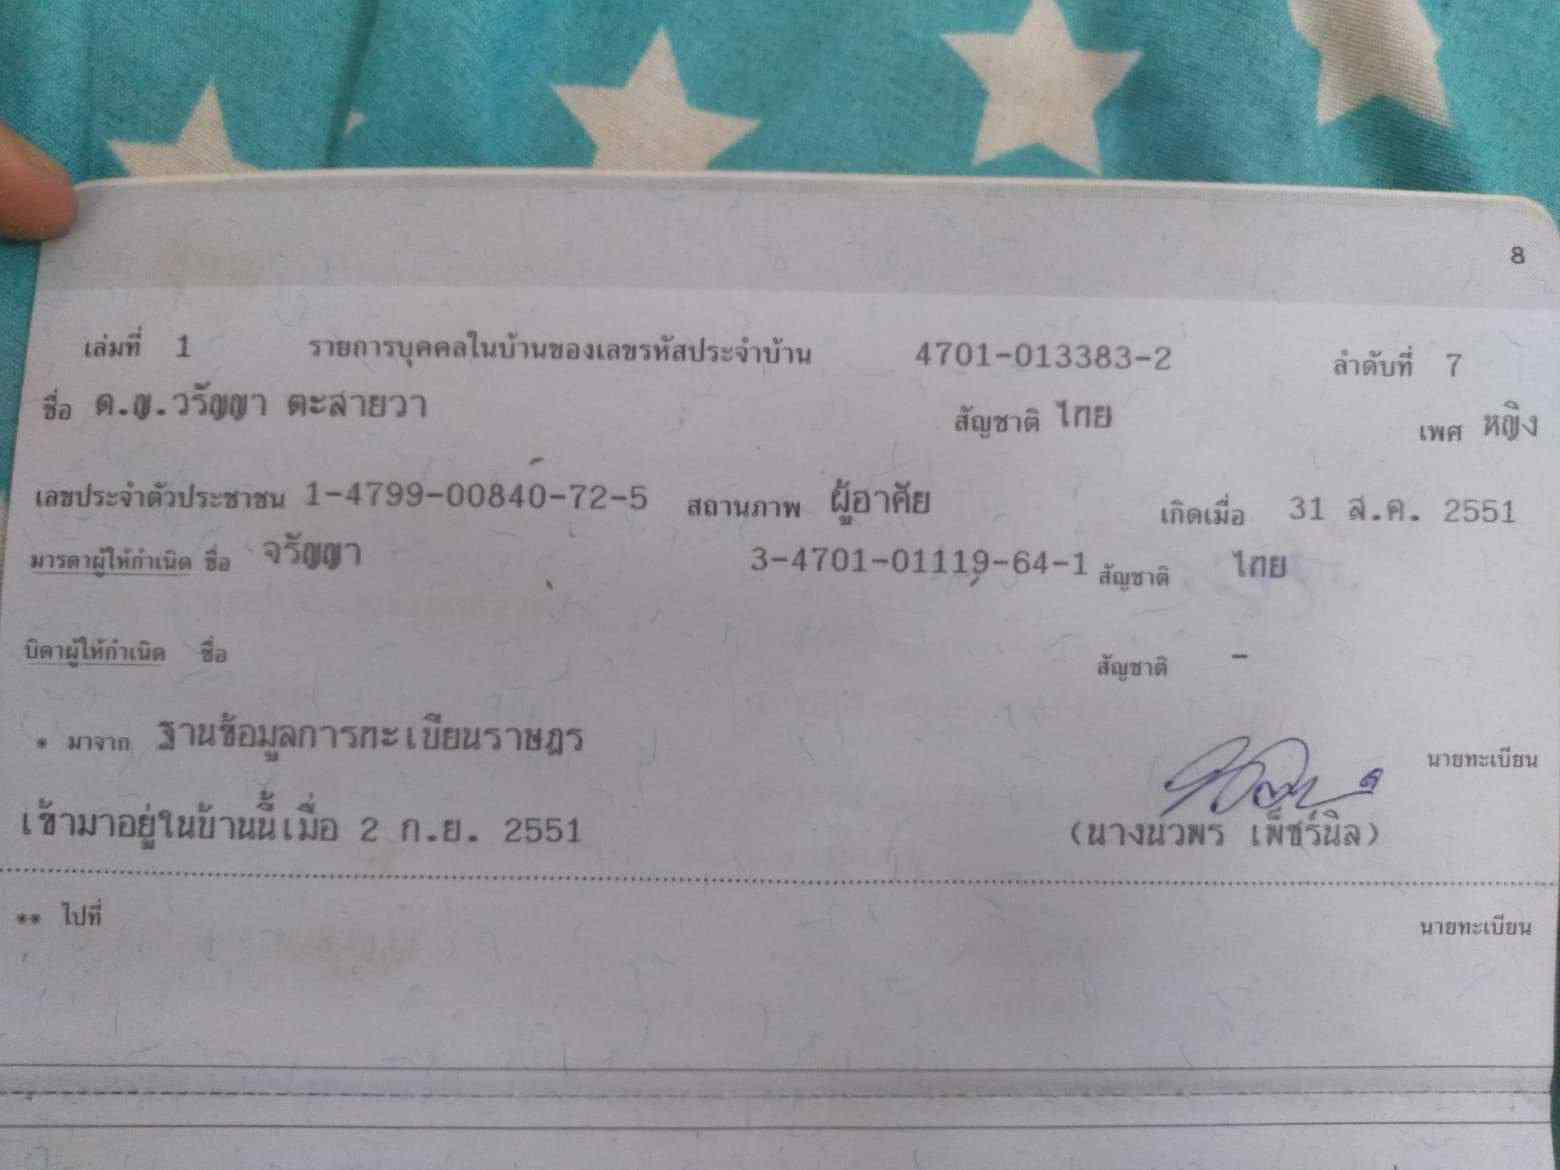 8
เล่มที่ 1 รายการบุคคลในบ้านของเลขรหัสประจำบ้าน 4701-013383-2 ลำดับที่ 7
ชื่อ ด.ญ.วรัญญา ตะสายวา สัญชาติ ไทย เพศ หญิง
เลขประจำตัวประชาชน 1-4799-00840-72-5 สถานภาพ ผู้อาศัย เกิดเมื่อ 31 ส.ค. 2551
มารดาผู้ให้กำเนิด ชื่อ จรัญญา 3-4701-01119-64-1 สัญชาติ ไทย
บิดาผู้ให้กำเนิด ชื่อ สัญชาติ -
* มาจาก ฐานข้อมูลการทะเบียนราษฎร นายทะเบียน
เข้ามาอยู่ในบ้านนี้เมื่อ 2 ก.ย. 2551 (นางนวพร เพ็ชร์นิล)
** ไปที่ นายทะเบียน